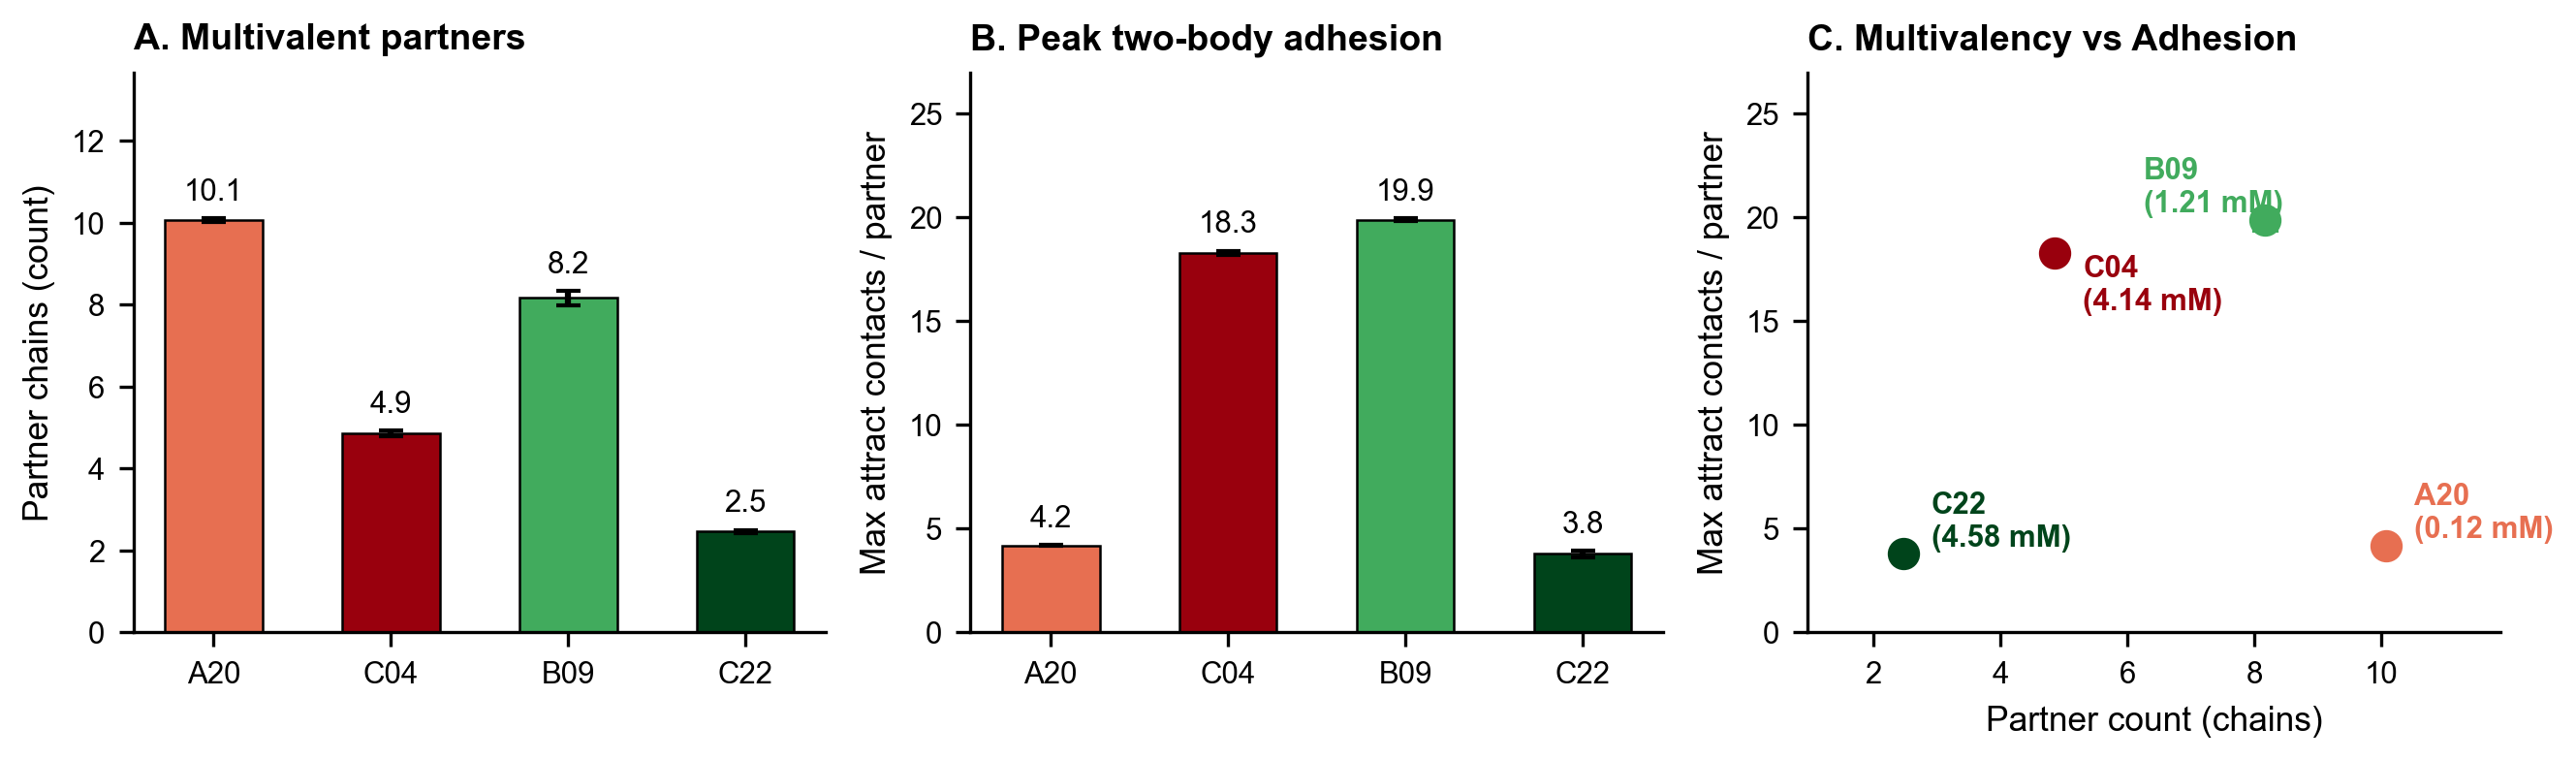 A. Multivalent partners
Partner chains (count)
12
10
8
6
4
2
0
10.1
4.9
8.2
2.5
A20
C04
B09
C22
B. Peak two-body adhesion
Max attract contacts / partner
25
20
15
10
5
0
4.2
18.3
19.9
3.8
A20
C04
B09
C22
C. Multivalency vs Adhesion
Max attract contacts / partner
25
20
15
10
5
0
B09
(1.21 mM)
C04
(4.14 mM)
C22
(4.58 mM)
A20
(0.12 mM)
2
4
6
8
10
Partner count (chains)